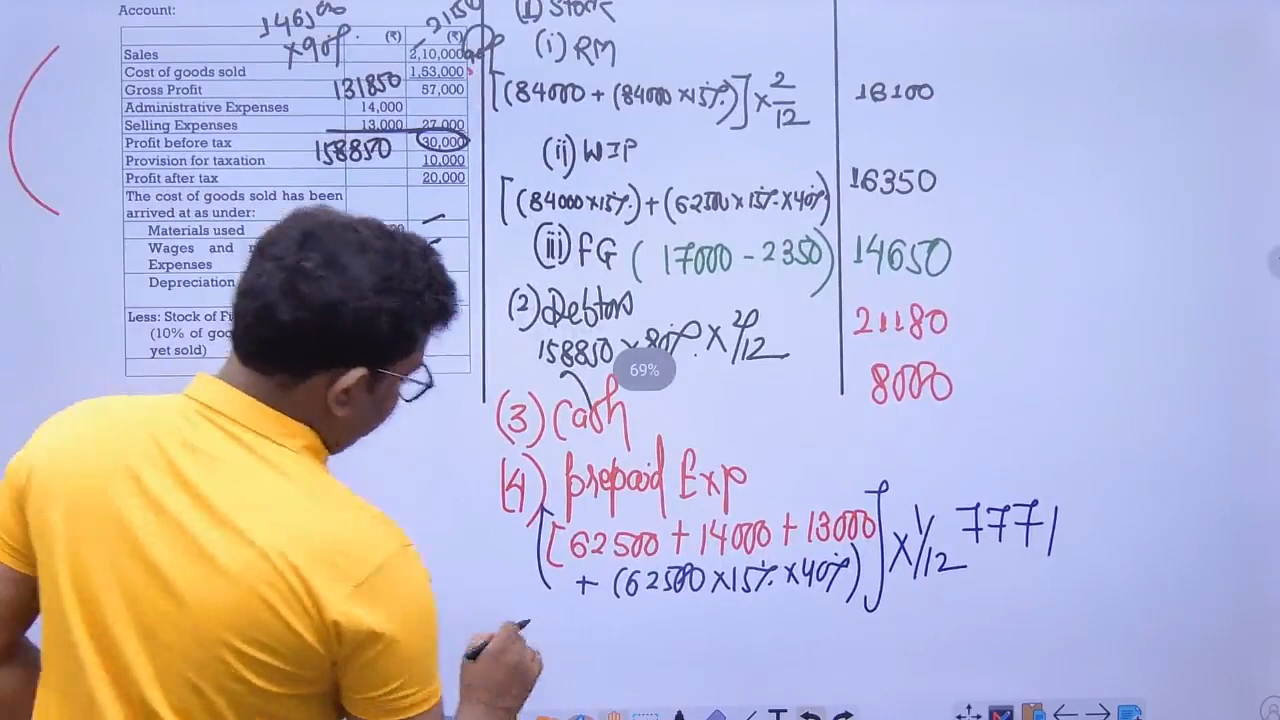 Account:
146500
2150
×90%
(₹) (₹)
Sales 2,10,000
Cost of goods sold 1,53,000
Gross Profit 131850 57,000
Administrative Expenses 14,000
Selling Expenses 13,000 27,000
Profit before tax 158850 30,000
Provision for taxation 10,000
Profit after tax 20,000
The cost of goods sold has been
arrived at as under:
Materials used
Wages and
Expenses
Depreciation
Less: Stock of
(10% of
yet sold)
(1) Stock
(i) RM
[(84000 + (84000×15%)] × 2/12 16100
(ii) WIP
[(84000×15%) + (62500×15%×40%) 16350
(iii) FG (17000 - 2350) 14650
(2) Debtors
158850 × 80% × 2/12 21180
69%
(3) Cash 8000
(4) Prepaid Exp
[62500 + 14000 + 13000
+ (62500×15%×40%)] × 1/12 7771